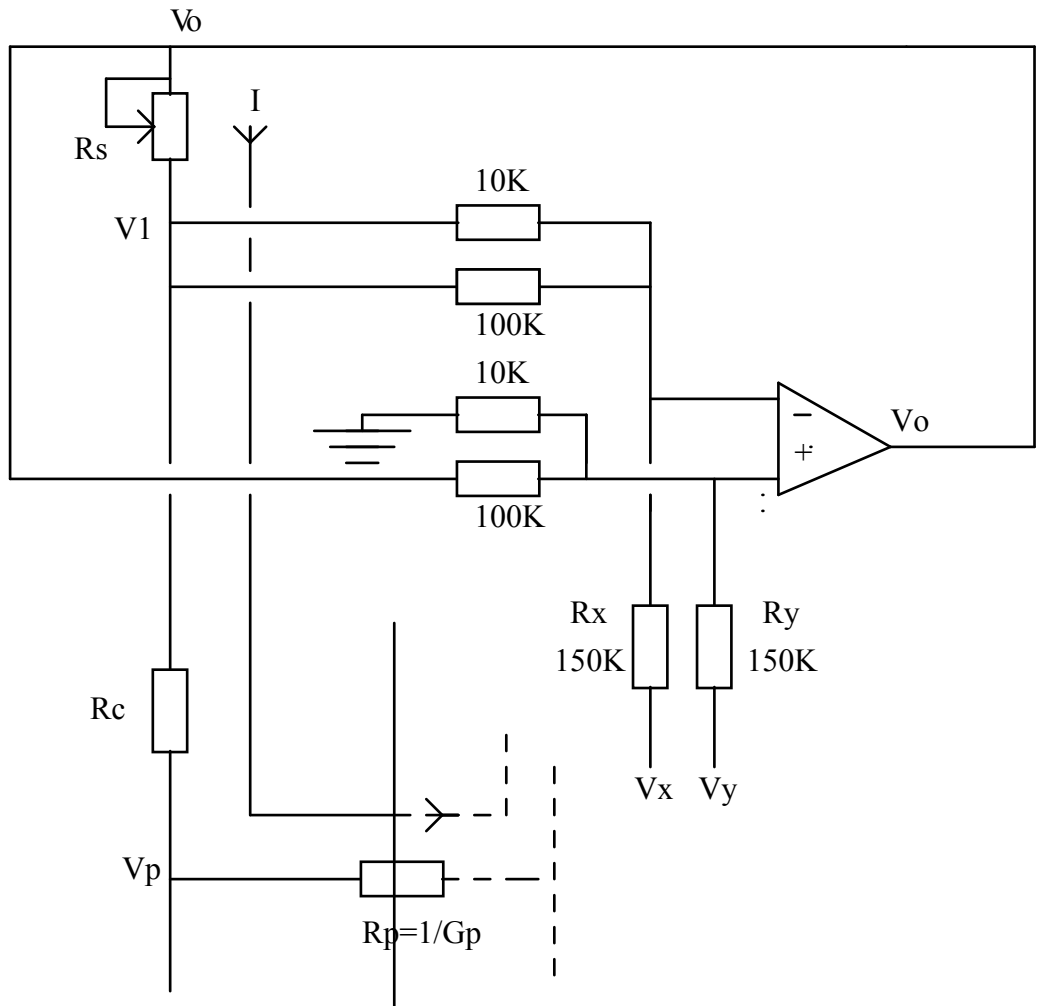 Vo
I
Rs
10K
V1
100K
10K
Vo
−
+
100K
Rx
Ry
150K
150K
Rc
Vx
Vy
Vp
Rp=1/Gp